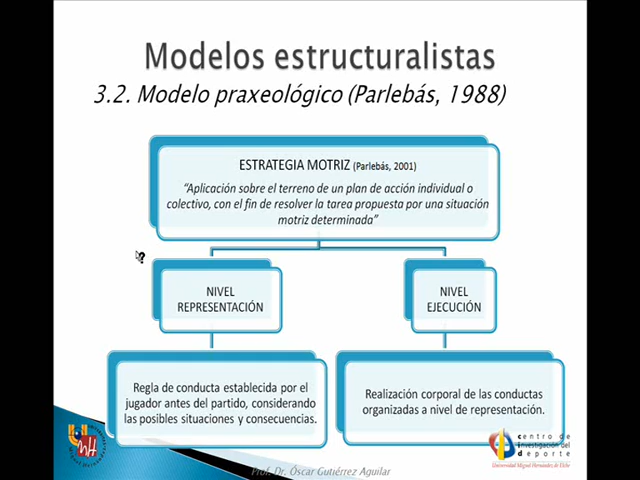 Modelos estructuralistas
3.2. Modelo praxeológico (Parlebás, 1988)
ESTRATEGIA MOTRIZ (Parlebás, 2001)
“Aplicación sobre el terreno de un plan de acción individual o
colectivo, con el fin de resolver la tarea propuesta por una situación
motriz determinada”
NIVEL
REPRESENTACIÓN
NIVEL
EJECUCIÓN
Regla de conducta establecida por el
jugador antes del partido, considerando
las posibles situaciones y consecuencias.
Realización corporal de las conductas
organizadas a nivel de representación.
centro de
investigación del
deporte
Universidad Miguel Hernández de Elche
Prof. Dr. Óscar Gutiérrez Aguilar